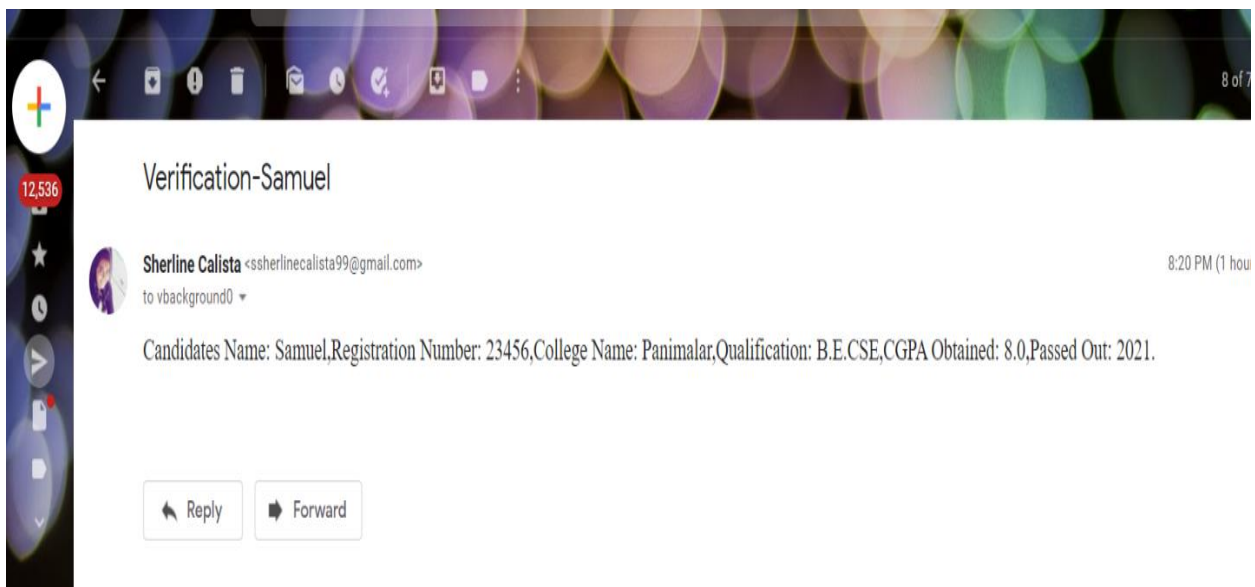 8 of 7
12,536
Verification-Samuel
Sherline Calista <ssherlinecalista99@gmail.com>
8:20 PM (1 hour
to vbackground0
Candidates Name: Samuel,Registration Number: 23456,College Name: Panimalar,Qualification: B.E.CSE,CGPA Obtained: 8.0,Passed Out: 2021.
Reply
Forward